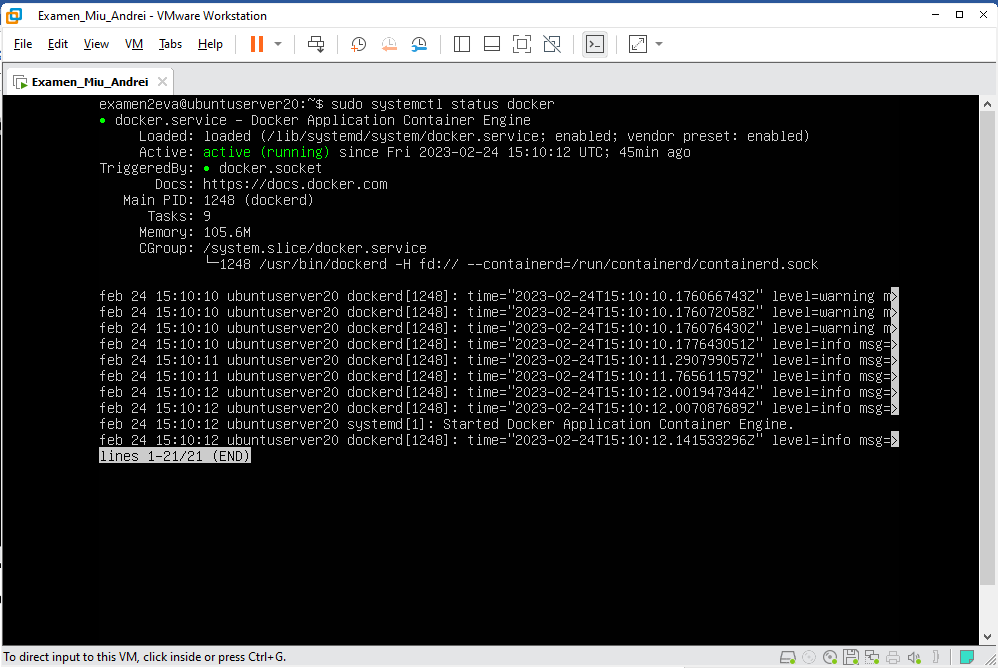 Examen_Miu_Andrei - VMware Workstation
File Edit View VM Tabs Help
Examen_Miu_Andrei
examen2eva@ubuntuserver20:~$ sudo systemctl status docker
● docker.service - Docker Application Container Engine
Loaded: loaded (/lib/systemd/system/docker.service; enabled; vendor preset: enabled)
Active: active (running) since Fri 2023-02-24 15:10:12 UTC; 45min ago
TriggeredBy: ● docker.socket
Docs: https://docs.docker.com
Main PID: 1248 (dockerd)
Tasks: 9
Memory: 105.6M
CGroup: /system.slice/docker.service
└─1248 /usr/bin/dockerd -H fd:// --containerd=/run/containerd/containerd.sock
feb 24 15:10:10 ubuntuserver20 dockerd[1248]: time="2023-02-24T15:10:10.176066743Z" level=warning m>
feb 24 15:10:10 ubuntuserver20 dockerd[1248]: time="2023-02-24T15:10:10.176072058Z" level=warning m>
feb 24 15:10:10 ubuntuserver20 dockerd[1248]: time="2023-02-24T15:10:10.176076430Z" level=warning m>
feb 24 15:10:10 ubuntuserver20 dockerd[1248]: time="2023-02-24T15:10:10.177643051Z" level=info msg=>
feb 24 15:10:11 ubuntuserver20 dockerd[1248]: time="2023-02-24T15:10:11.290799057Z" level=info msg=>
feb 24 15:10:11 ubuntuserver20 dockerd[1248]: time="2023-02-24T15:10:11.765611579Z" level=info msg=>
feb 24 15:10:12 ubuntuserver20 dockerd[1248]: time="2023-02-24T15:10:12.001947344Z" level=info msg=>
feb 24 15:10:12 ubuntuserver20 dockerd[1248]: time="2023-02-24T15:10:12.007087689Z" level=info msg=>
feb 24 15:10:12 ubuntuserver20 systemd[1]: Started Docker Application Container Engine.
feb 24 15:10:12 ubuntuserver20 dockerd[1248]: time="2023-02-24T15:10:12.141533296Z" level=info msg=>
lines 1-21/21 (END)
To direct input to this VM, click inside or press Ctrl+G.